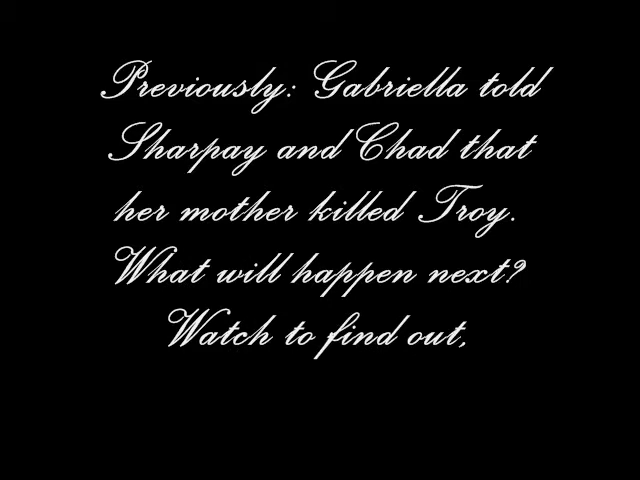 Previously: Gabriella told
Sharpay and Chad that
her mother killed Troy.
What will happen next?
Watch to find out,